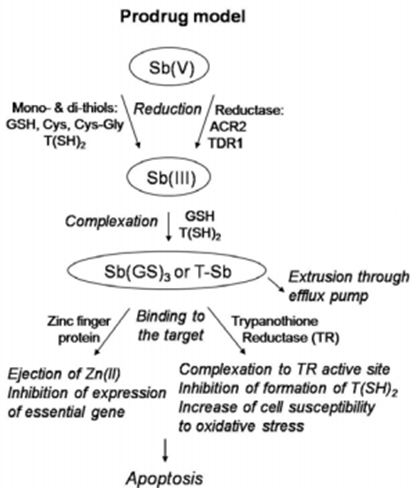 Prodrug model
Sb(V)
Mono- & di-thiols:
GSH, Cys, Cys-Gly
T(SH)₂
Reduction
Reductase:
ACR2
TDR1
Sb(III)
Complexation
GSH
T(SH)₂
Sb(GS)₃ or T-Sb
Extrusion through
efflux pump
Zinc finger
protein
Binding to
the target
Trypanothione
Reductase (TR)
Ejection of Zn(II)
Inhibition of expression
of essential gene
Complexation to TR active site
Inhibition of formation of T(SH)₂
Increase of cell susceptibility
to oxidative stress
Apoptosis